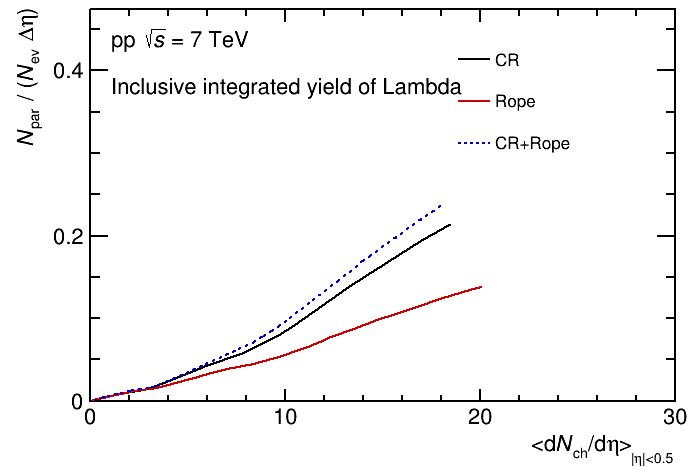 pp √s = 7 TeV
Inclusive integrated yield of Lambda
CR
Rope
CR+Rope
N_par / (N_ev Δη)
0.4
0.2
0
0 10 20 30
<dN_ch/dη>_|η|<0.5